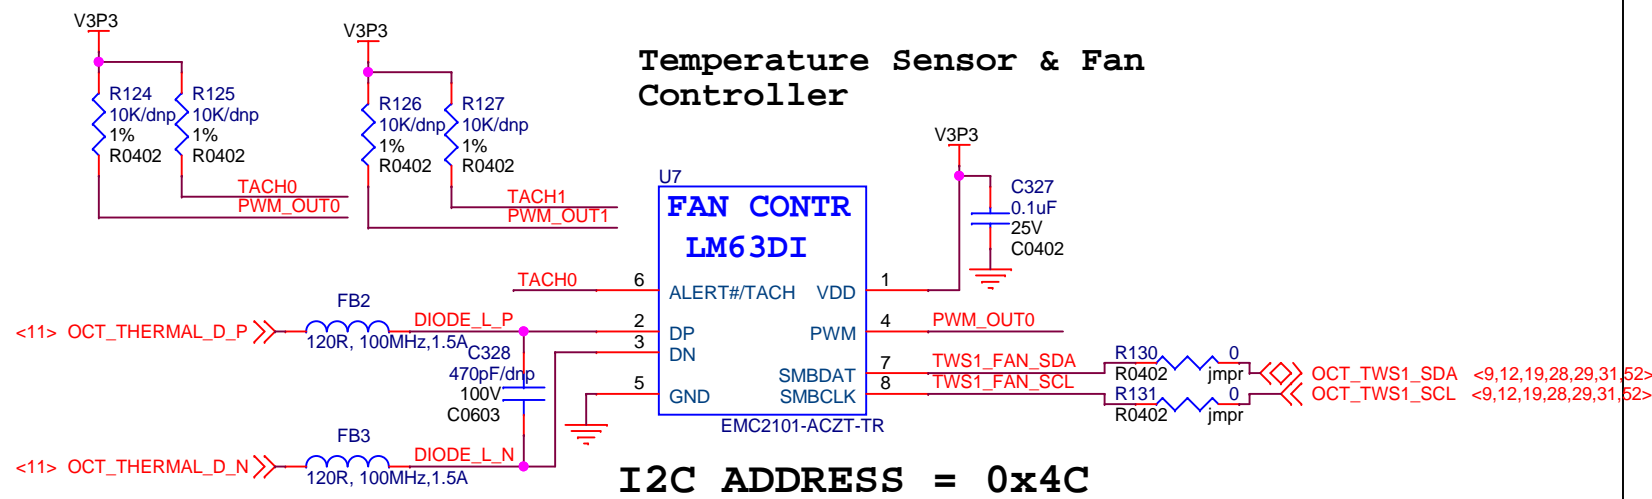 V3P3
R124
10K/dnp
1%
R0402
R125
10K/dnp
1%
R0402
TACH0
PWM_OUT0
V3P3
R126
10K/dnp
1%
R0402
R127
10K/dnp
1%
R0402
TACH1
PWM_OUT1
Temperature Sensor & Fan
Controller
V3P3
C327
0.1uF
25V
C0402
U7
FAN CONTR
LM63DI
TACH0
6
ALERT#/TACH
VDD
1
FB2
<11> OCT_THERMAL_D_P
120R, 100MHz,1.5A
DIODE_L_P
2
DP
3
DN
PWM
4
PWM_OUT0
C328
470pF/dnp
100V
C0603
5
GND
SMBDAT
7
TWS1_FAN_SDA
SMBCLK
8
TWS1_FAN_SCL
R130
0
R0402
jmpr
OCT_TWS1_SDA <9,12,19,28,29,31,52>
R131
0
R0402
jmpr
OCT_TWS1_SCL <9,12,19,28,29,31,52>
EMC2101-ACZT-TR
FB3
<11> OCT_THERMAL_D_N
120R, 100MHz,1.5A
DIODE_L_N
I2C ADDRESS = 0x4C